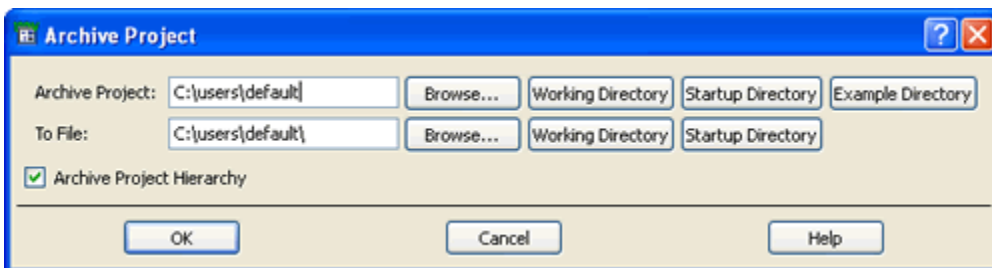 Archive Project
Archive Project: C:\users\default Browse... Working Directory Startup Directory Example Directory
To File: C:\users\default\ Browse... Working Directory Startup Directory
Archive Project Hierarchy
OK Cancel Help